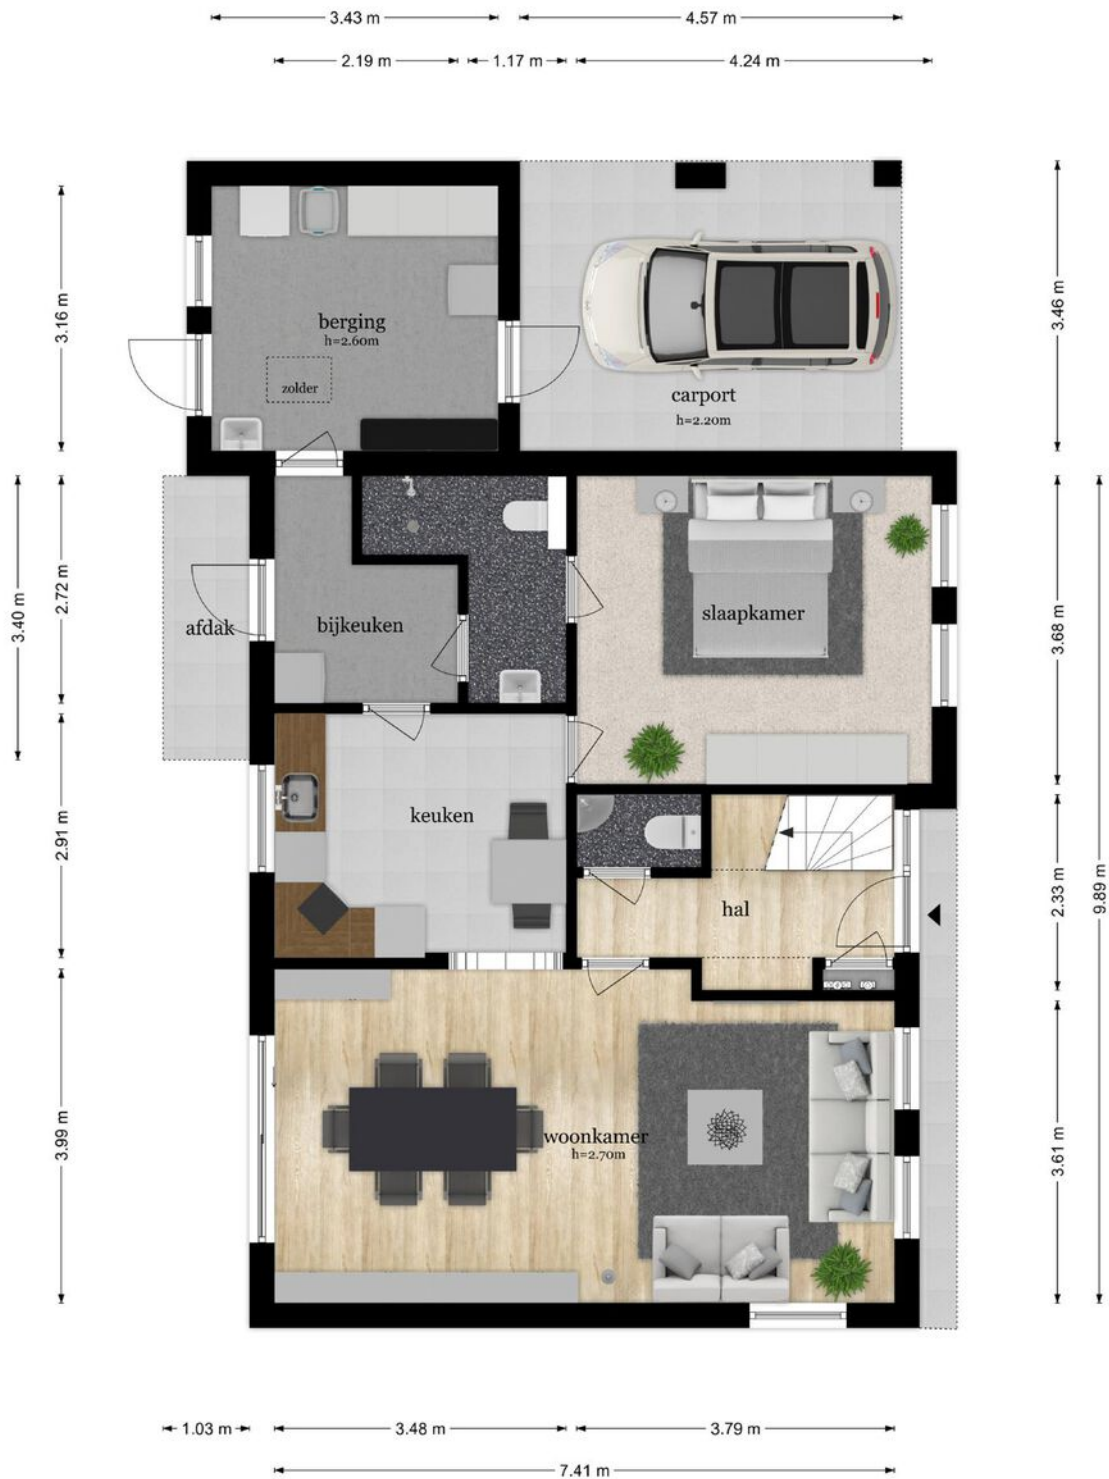 3.43 m
4.57 m
2.19 m
1.17 m
4.24 m
3.16 m
3.46 m
berging
h=2.60m
zolder
carport
h=2.20m
3.40 m
2.72 m
afdak
bijkeuken
slaapkamer
3.68 m
2.91 m
keuken
hal
2.33 m
9.89 m
3.99 m
woonkamer
h=2.70m
3.61 m
1.03 m
3.48 m
3.79 m
7.41 m